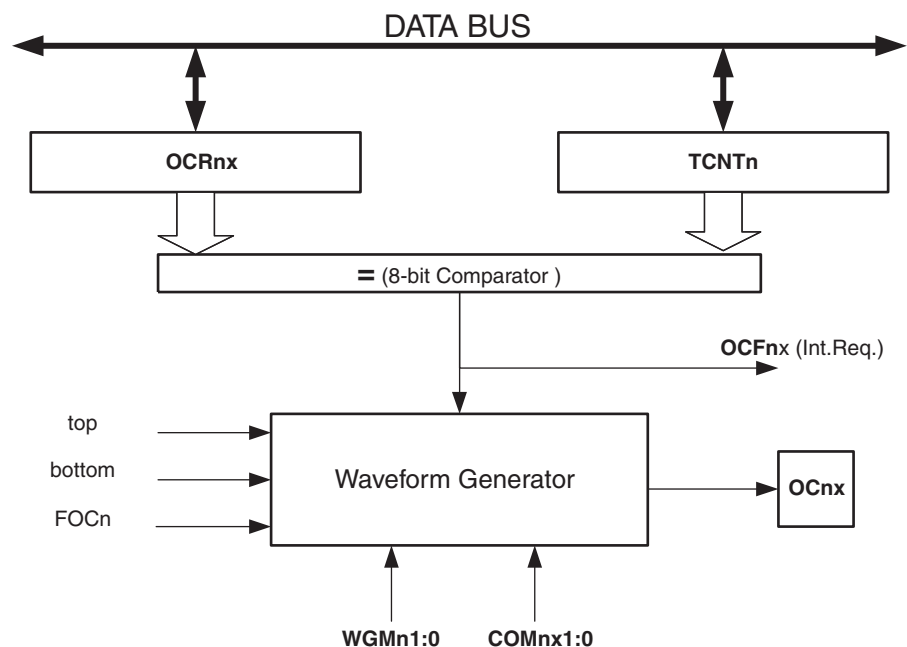 DATA BUS
OCRnx
TCNTn
= (8-bit Comparator )
OCFnx (Int.Req.)
top
bottom
FOCn
Waveform Generator
OCnx
WGMn1:0
COMnx1:0